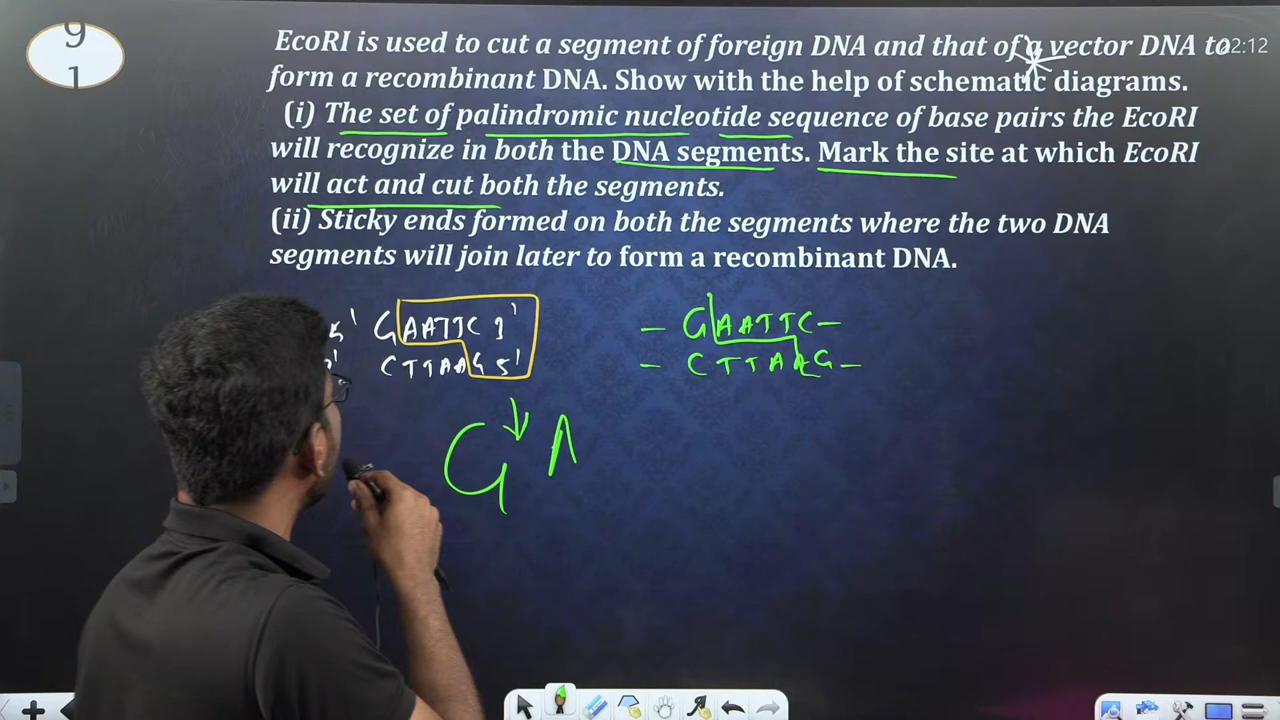 9
1
EcoRI is used to cut a segment of foreign DNA and that of a vector DNA to
02:12
form a recombinant DNA. Show with the help of schematic diagrams.
(i) The set of palindromic nucleotide sequence of base pairs the EcoRI
will recognize in both the DNA segments. Mark the site at which EcoRI
will act and cut both the segments.
(ii) Sticky ends formed on both the segments where the two DNA
segments will join later to form a recombinant DNA.
5' GAATTC 3'
CTTAAG 5'
- GAATTC -
- CTTAAG -
G A